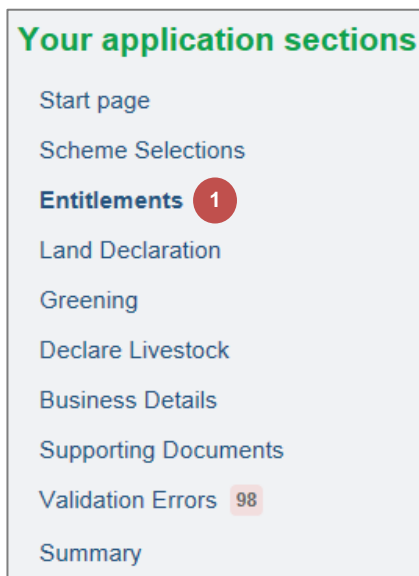 Your application sections
Start page
Scheme Selections
Entitlements 1
Land Declaration
Greening
Declare Livestock
Business Details
Supporting Documents
Validation Errors 98
Summary